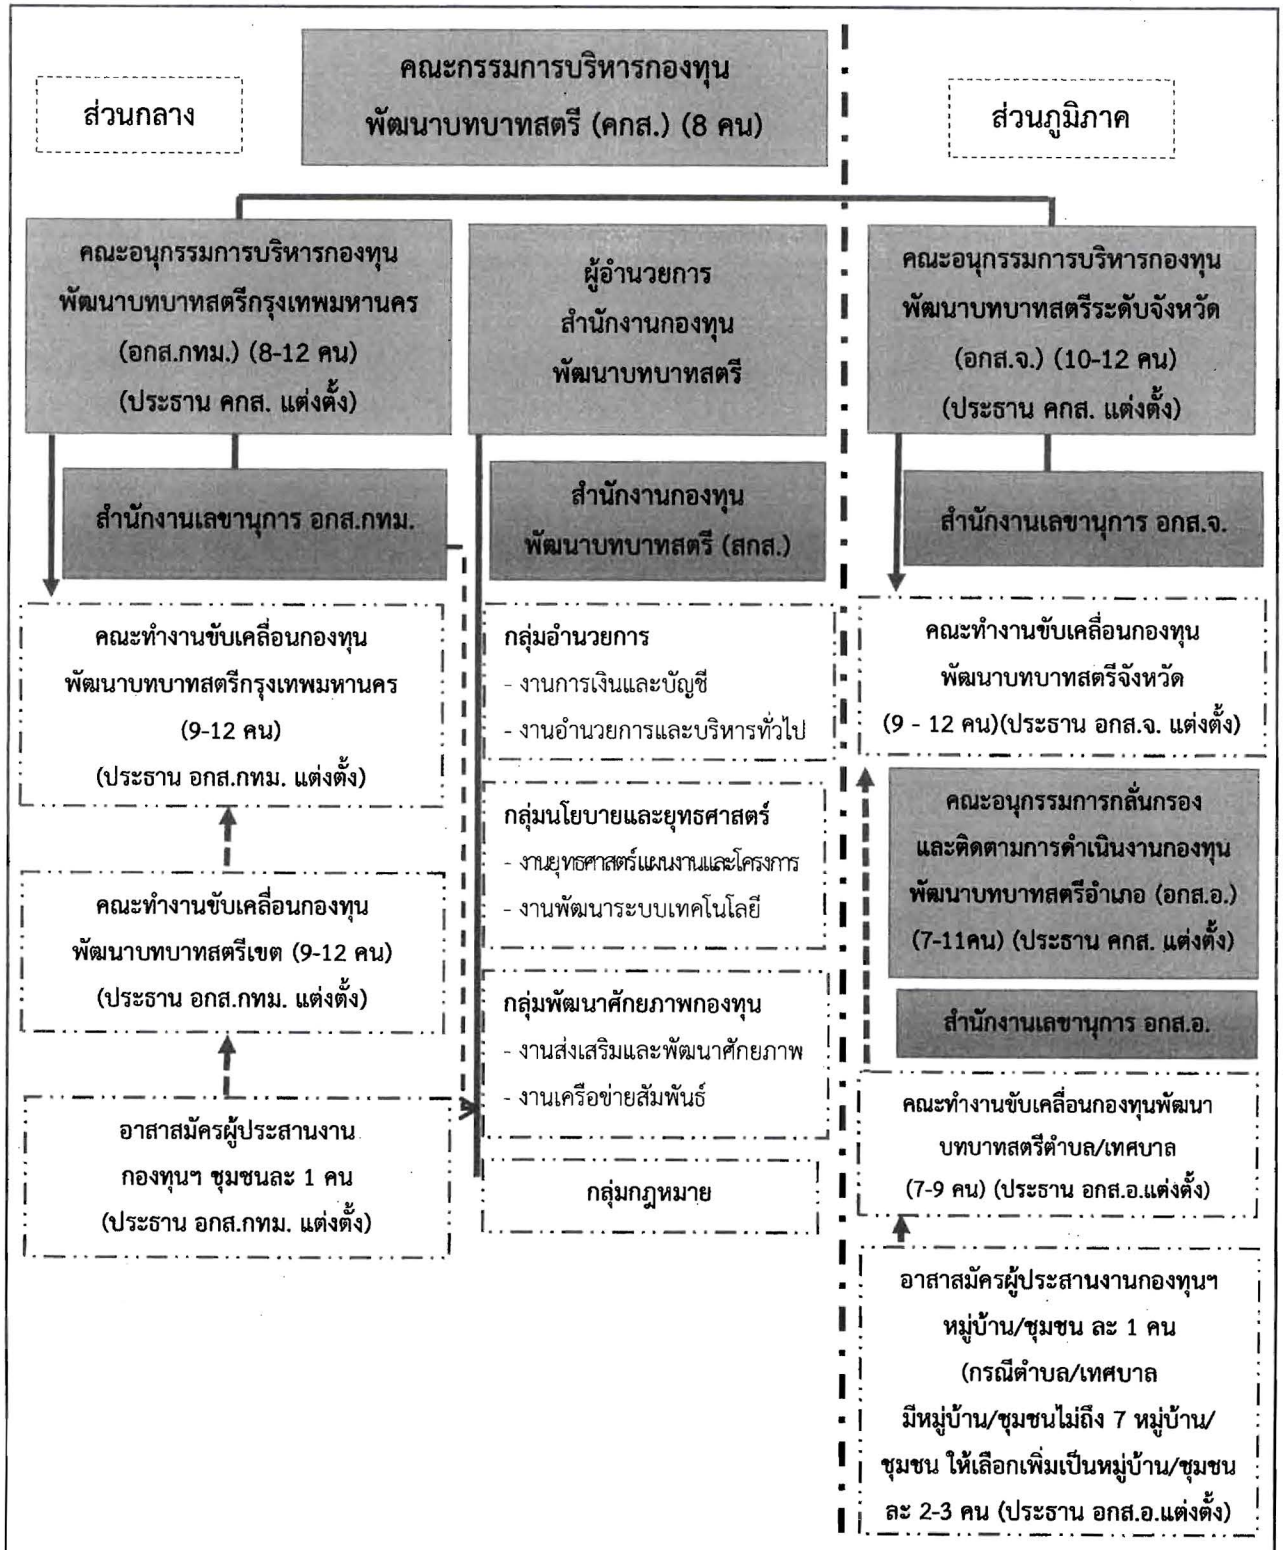 คณะกรรมการบริหารกองทุน
พัฒนาบทบาทสตรี (คกส.) (8 คน)
ส่วนกลาง
ส่วนภูมิภาค
คณะอนุกรรมการบริหารกองทุน
พัฒนาบทบาทสตรีกรุงเทพมหานคร
(อกส.กทม.) (8-12 คน)
(ประธาน คกส. แต่งตั้ง)
สำนักงานเลขานุการ อกส.กทม.
คณะทำงานขับเคลื่อนกองทุน
พัฒนาบทบาทสตรีกรุงเทพมหานคร
(9-12 คน)
(ประธาน อกส.กทม. แต่งตั้ง)
คณะทำงานขับเคลื่อนกองทุน
พัฒนาบทบาทสตรีเขต (9-12 คน)
(ประธาน อกส.กทม. แต่งตั้ง)
อาสาสมัครผู้ประสานงาน
กองทุนฯ ชุมชนละ 1 คน
(ประธาน อกส.กทม. แต่งตั้ง)
ผู้อำนวยการ
สำนักงานกองทุน
พัฒนาบทบาทสตรี
สำนักงานกองทุน
พัฒนาบทบาทสตรี (สกส.)
กลุ่มอำนวยการ
- งานการเงินและบัญชี
- งานอำนวยการและบริหารทั่วไป
กลุ่มนโยบายและยุทธศาสตร์
- งานยุทธศาสตร์แผนงานและโครงการ
- งานพัฒนาระบบเทคโนโลยี
กลุ่มพัฒนาศักยภาพกองทุน
- งานส่งเสริมและพัฒนาศักยภาพ
- งานเครือข่ายสัมพันธ์
กลุ่มกฎหมาย
คณะอนุกรรมการบริหารกองทุน
พัฒนาบทบาทสตรีระดับจังหวัด
(อกส.จ.) (10-12 คน)
(ประธาน คกส. แต่งตั้ง)
สำนักงานเลขานุการ อกส.จ.
คณะทำงานขับเคลื่อนกองทุน
พัฒนาบทบาทสตรีจังหวัด
(9 - 12 คน)(ประธาน อกส.จ. แต่งตั้ง)
คณะอนุกรรมการกลั่นกรอง
และติดตามการดำเนินงานกองทุน
พัฒนาบทบาทสตรีอำเภอ (อกส.อ.)
(7-11คน) (ประธาน คกส. แต่งตั้ง)
สำนักงานเลขานุการ อกส.อ.
คณะทำงานขับเคลื่อนกองทุนพัฒนา
บทบาทสตรีตำบล/เทศบาล
(7-9 คน) (ประธาน อกส.อ.แต่งตั้ง)
อาสาสมัครผู้ประสานงานกองทุนฯ
หมู่บ้าน/ชุมชน ละ 1 คน
(กรณีตำบล/เทศบาล
มีหมู่บ้าน/ชุมชนไม่ถึง 7 หมู่บ้าน/
ชุมชน ให้เลือกเพิ่มเป็นหมู่บ้าน/ชุมชน
ละ 2-3 คน (ประธาน อกส.อ.แต่งตั้ง)